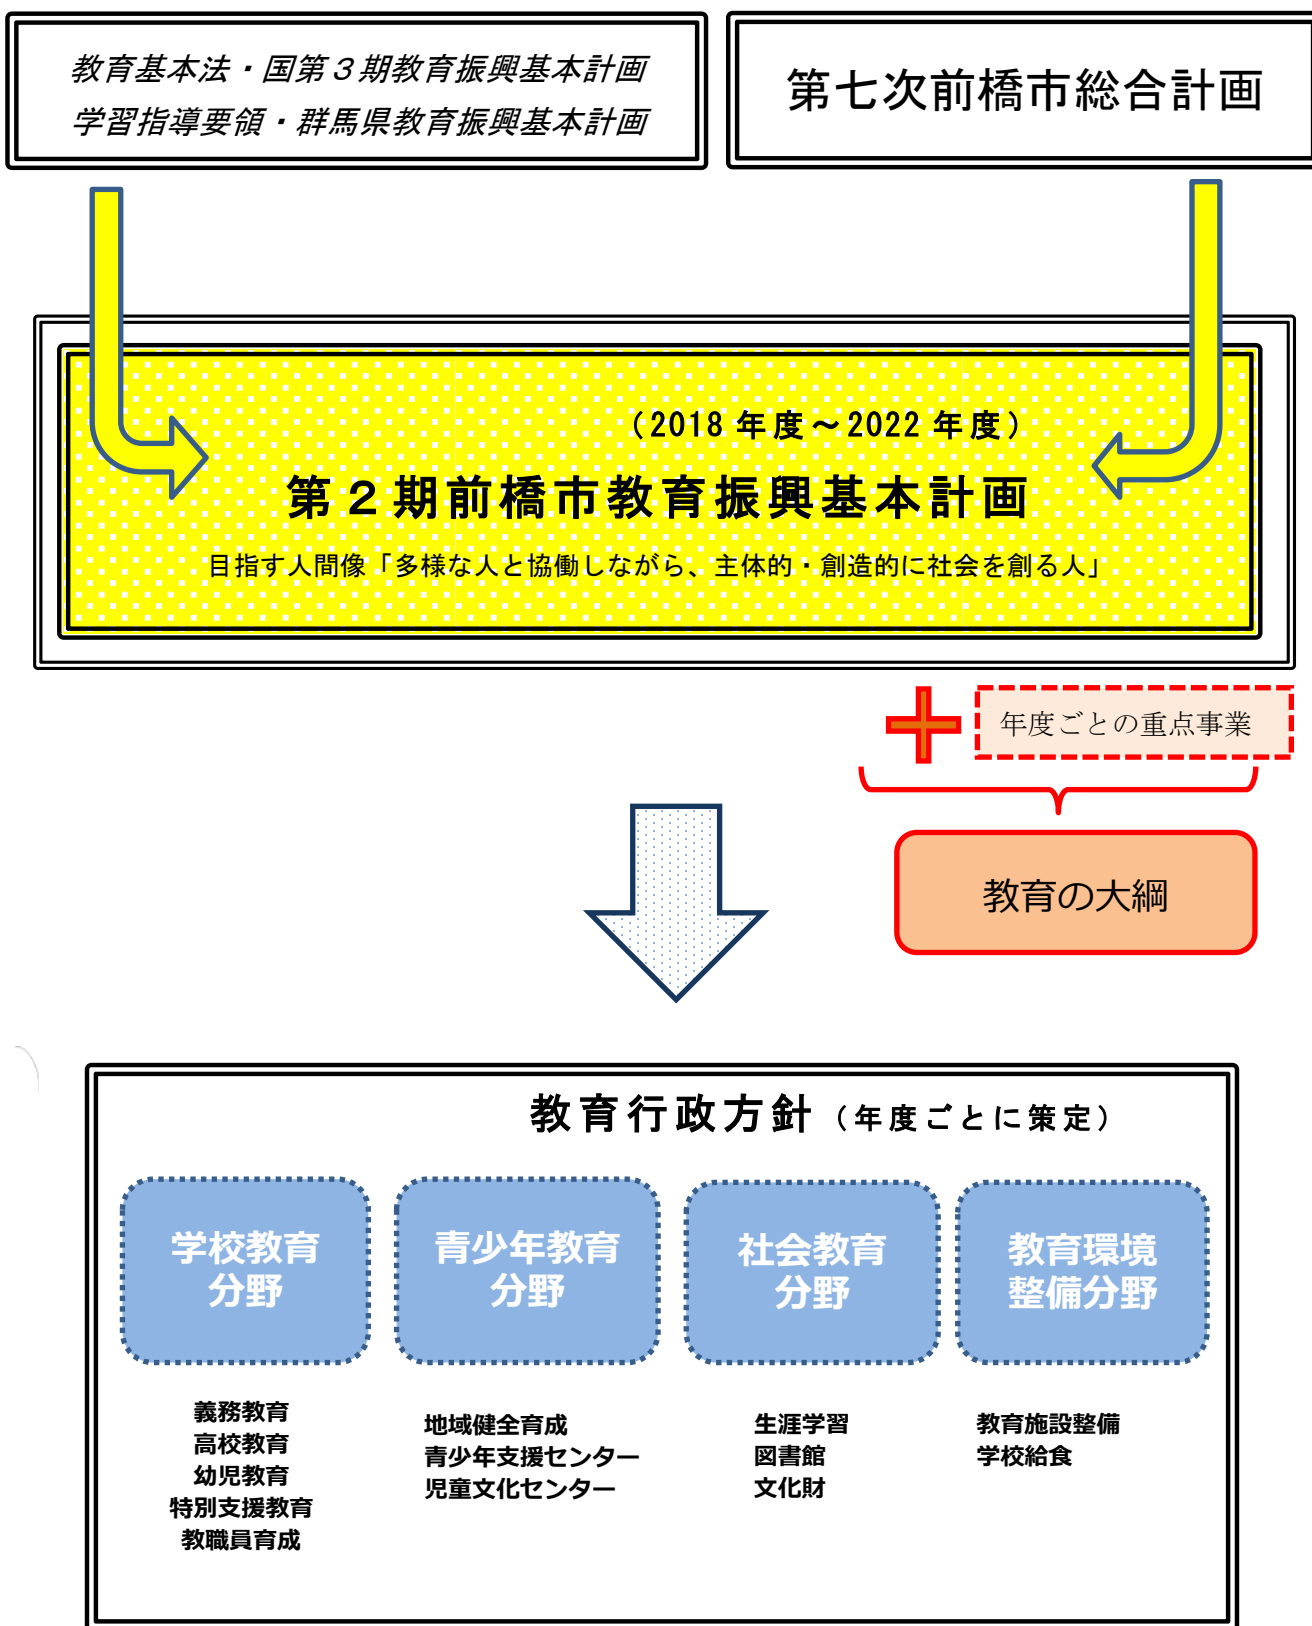 教育基本法・国第３期教育振興基本計画
学習指導要領・群馬県教育振興基本計画
第七次前橋市総合計画
（2018 年度～2022 年度）
第２期前橋市教育振興基本計画
目指す人間像「多様な人と協働しながら、主体的・創造的に社会を創る人」
年度ごとの重点事業
教育の大綱
教育行政方針（年度ごとに策定）
学校教育
分野
青少年教育
分野
社会教育
分野
教育環境
整備分野
義務教育
高校教育
幼児教育
特別支援教育
教職員育成
地域健全育成
青少年支援センター
児童文化センター
生涯学習
図書館
文化財
教育施設整備
学校給食